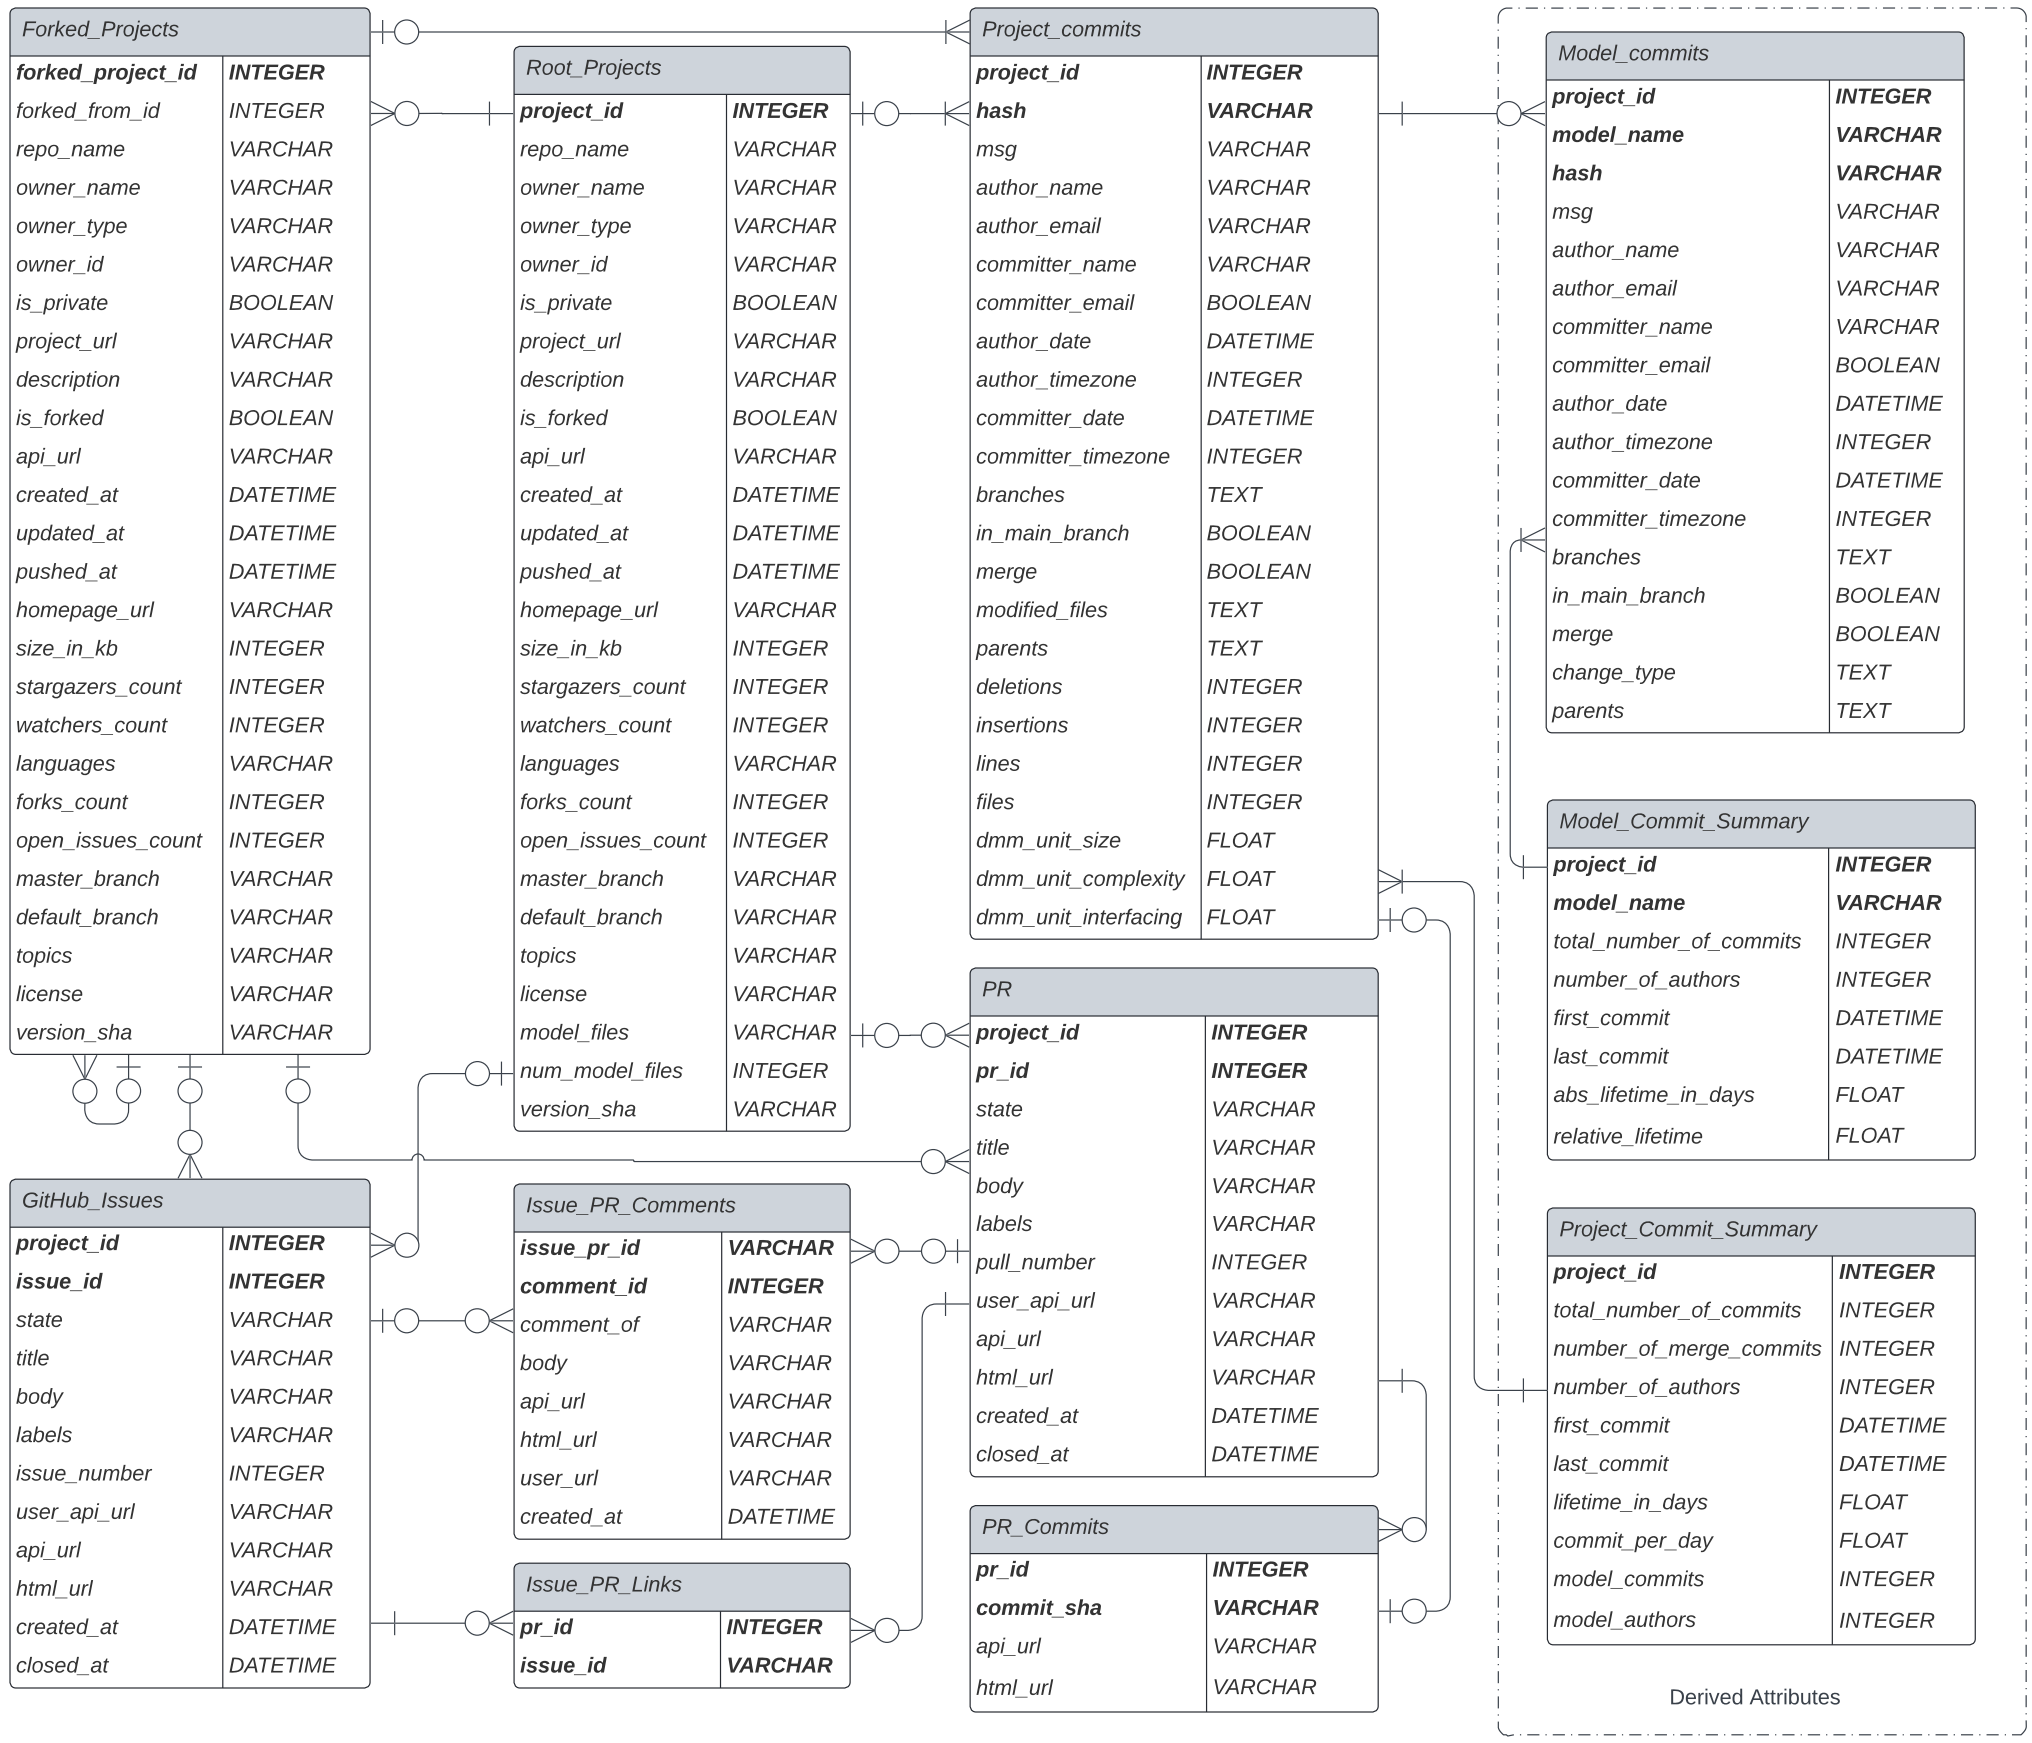 Forked_Projects
forked_project_id INTEGER
forked_from_id INTEGER
repo_name VARCHAR
owner_name VARCHAR
owner_type VARCHAR
owner_id VARCHAR
is_private BOOLEAN
project_url VARCHAR
description VARCHAR
is_forked BOOLEAN
api_url VARCHAR
created_at DATETIME
updated_at DATETIME
pushed_at DATETIME
homepage_url VARCHAR
size_in_kb INTEGER
stargazers_count INTEGER
watchers_count INTEGER
languages VARCHAR
forks_count INTEGER
open_issues_count INTEGER
master_branch VARCHAR
default_branch VARCHAR
topics VARCHAR
license VARCHAR
version_sha VARCHAR
Root_Projects
project_id INTEGER
repo_name VARCHAR
owner_name VARCHAR
owner_type VARCHAR
owner_id VARCHAR
is_private BOOLEAN
project_url VARCHAR
description VARCHAR
is_forked BOOLEAN
api_url VARCHAR
created_at DATETIME
updated_at DATETIME
pushed_at DATETIME
homepage_url VARCHAR
size_in_kb INTEGER
stargazers_count INTEGER
watchers_count INTEGER
languages VARCHAR
forks_count INTEGER
open_issues_count INTEGER
master_branch VARCHAR
default_branch VARCHAR
topics VARCHAR
license VARCHAR
model_files VARCHAR
num_model_files INTEGER
version_sha VARCHAR
Project_commits
project_id INTEGER
hash VARCHAR
msg VARCHAR
author_name VARCHAR
author_email VARCHAR
committer_name VARCHAR
committer_email BOOLEAN
author_date DATETIME
author_timezone INTEGER
committer_date DATETIME
committer_timezone INTEGER
branches TEXT
in_main_branch BOOLEAN
merge BOOLEAN
modified_files TEXT
parents TEXT
deletions INTEGER
insertions INTEGER
lines INTEGER
files INTEGER
dmm_unit_size FLOAT
dmm_unit_complexity FLOAT
dmm_unit_interfacing FLOAT
Model_commits
project_id INTEGER
model_name VARCHAR
hash VARCHAR
msg VARCHAR
author_name VARCHAR
author_email VARCHAR
committer_name VARCHAR
committer_email BOOLEAN
author_date DATETIME
author_timezone INTEGER
committer_date DATETIME
committer_timezone INTEGER
branches TEXT
in_main_branch BOOLEAN
merge BOOLEAN
change_type TEXT
parents TEXT
Model_Commit_Summary
project_id INTEGER
model_name VARCHAR
total_number_of_commits INTEGER
number_of_authors INTEGER
first_commit DATETIME
last_commit DATETIME
abs_lifetime_in_days FLOAT
relative_lifetime FLOAT
GitHub_Issues
project_id INTEGER
issue_id INTEGER
state VARCHAR
title VARCHAR
body VARCHAR
labels VARCHAR
issue_number INTEGER
user_api_url VARCHAR
api_url VARCHAR
html_url VARCHAR
created_at DATETIME
closed_at DATETIME
Issue_PR_Comments
issue_pr_id VARCHAR
comment_id INTEGER
comment_of VARCHAR
body VARCHAR
api_url VARCHAR
html_url VARCHAR
user_url VARCHAR
created_at DATETIME
Issue_PR_Links
pr_id INTEGER
issue_id VARCHAR
PR
project_id INTEGER
pr_id INTEGER
state VARCHAR
title VARCHAR
body VARCHAR
labels VARCHAR
pull_number INTEGER
user_api_url VARCHAR
api_url VARCHAR
html_url VARCHAR
created_at DATETIME
closed_at DATETIME
PR_Commits
pr_id INTEGER
commit_sha VARCHAR
api_url VARCHAR
html_url VARCHAR
Project_Commit_Summary
project_id INTEGER
total_number_of_commits INTEGER
number_of_merge_commits INTEGER
number_of_authors INTEGER
first_commit DATETIME
last_commit DATETIME
lifetime_in_days FLOAT
commit_per_day FLOAT
model_commits INTEGER
model_authors INTEGER
Derived Attributes